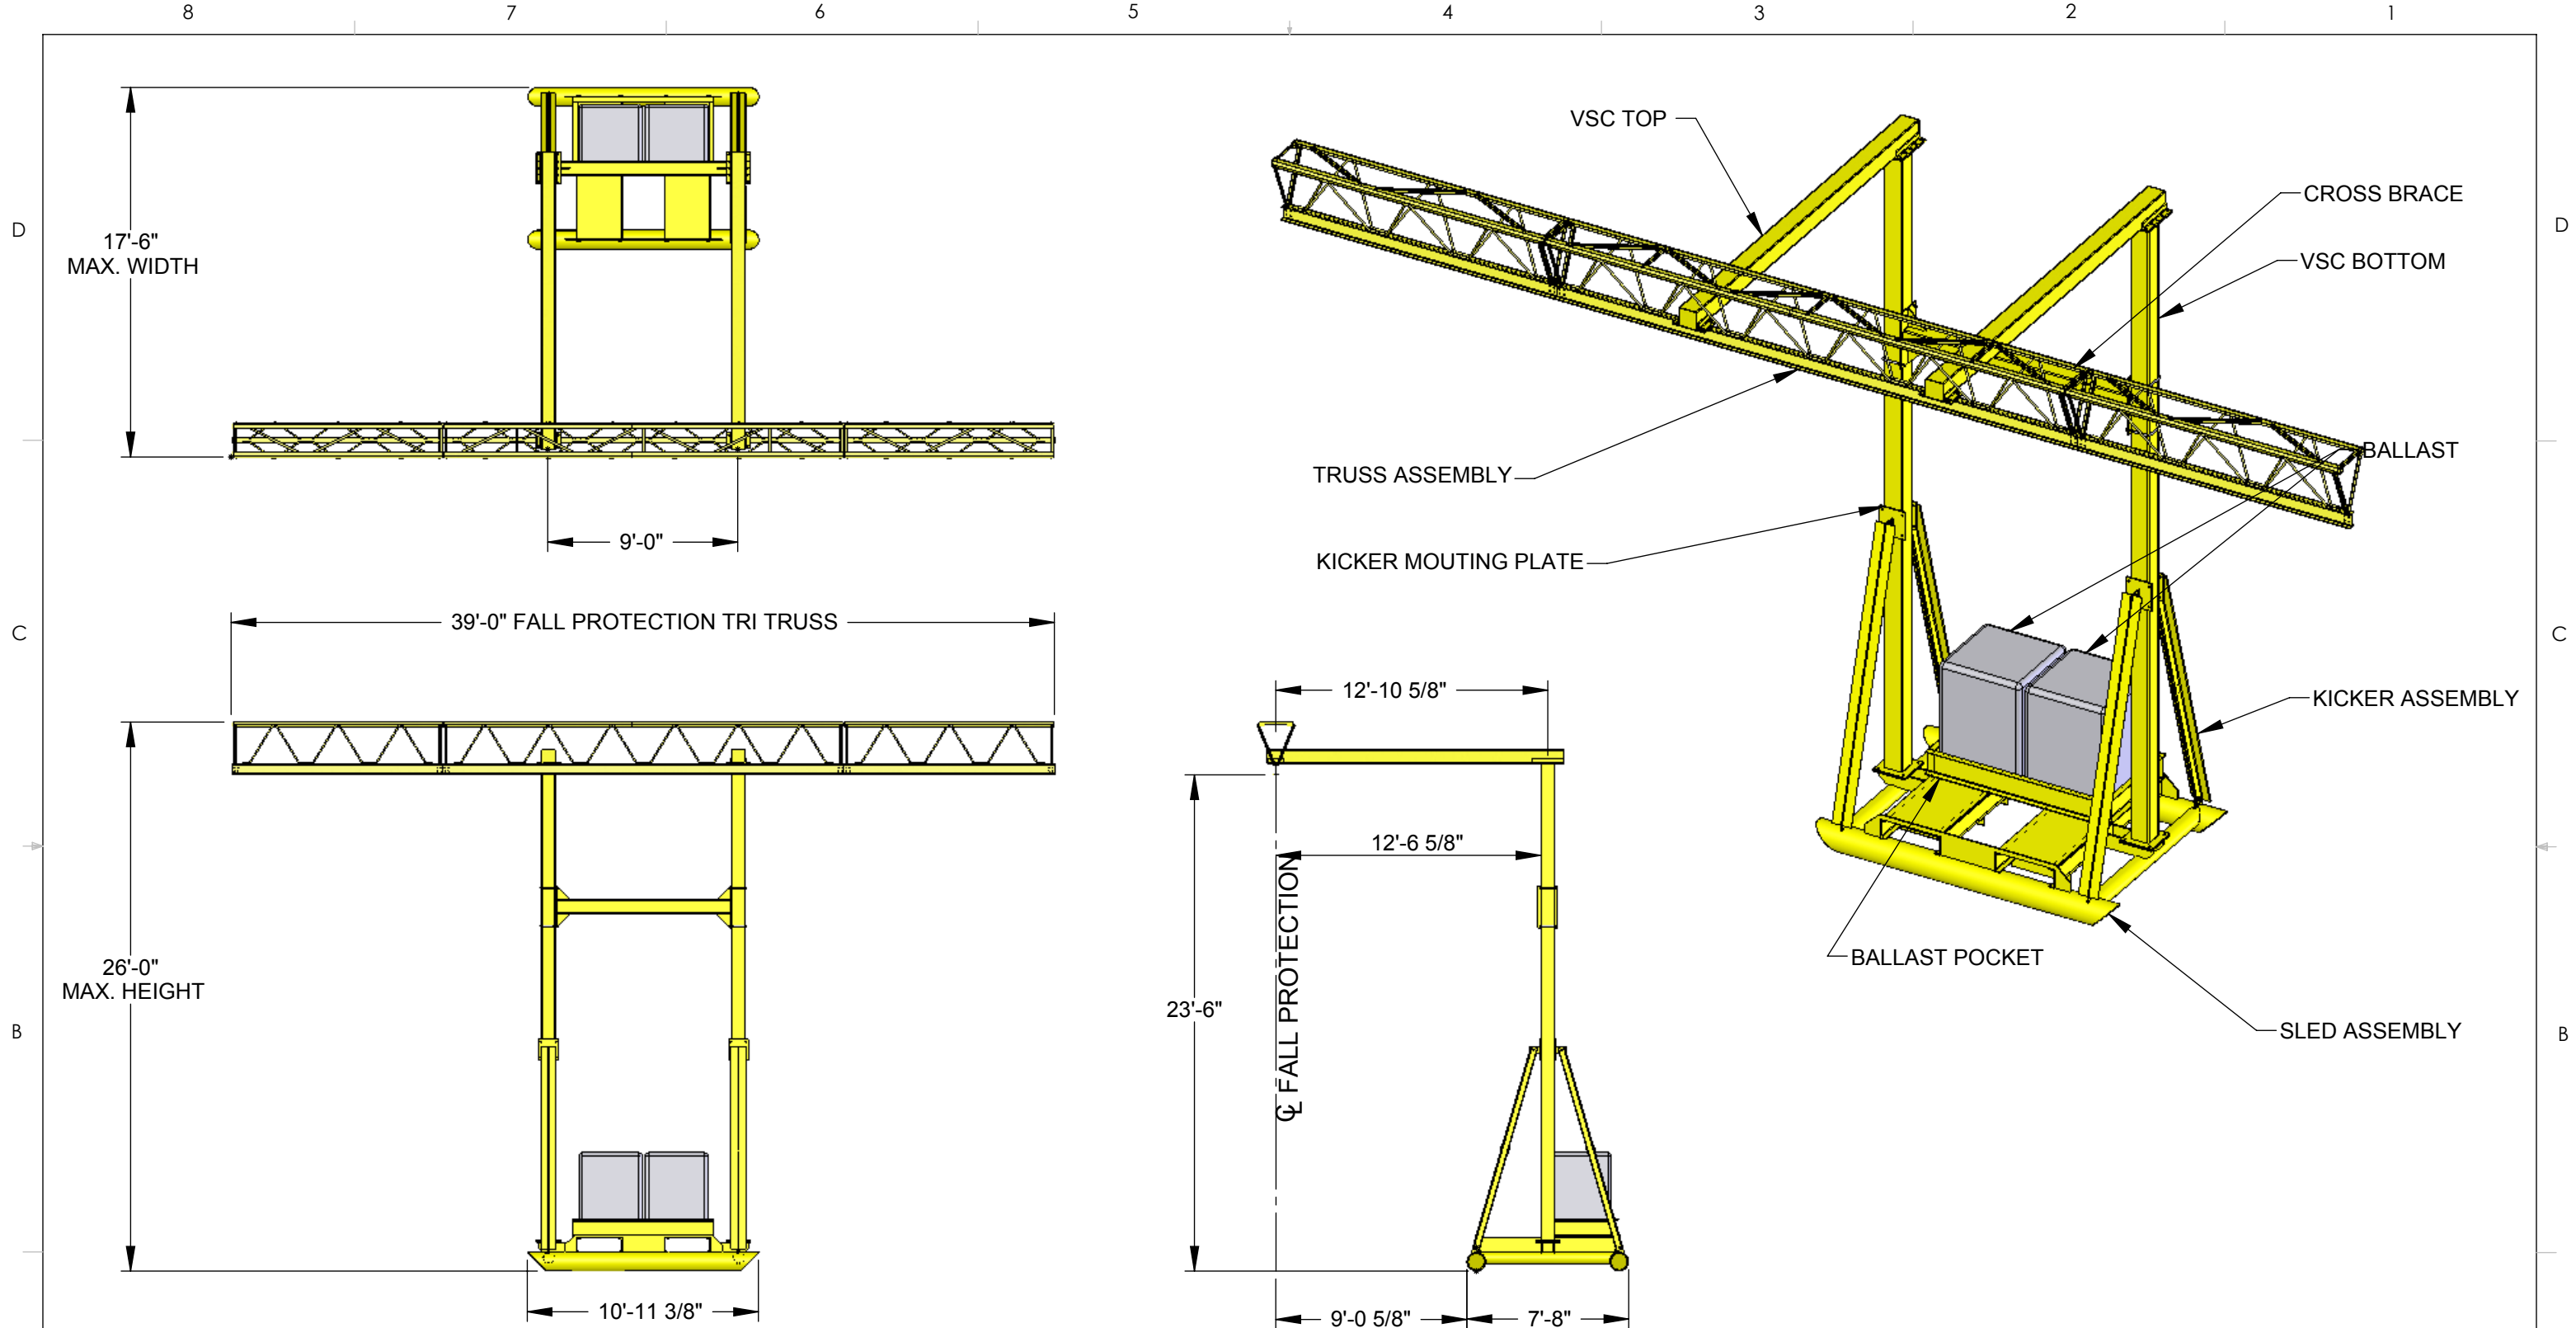 8 7 6 5 4 3 2 1
D
17'-6"
MAX. WIDTH
9'-0"
VSC TOP
CROSS BRACE
D
VSC BOTTOM
BALLAST
TRUSS ASSEMBLY
KICKER MOUTING PLATE
C
39'-0" FALL PROTECTION TRI TRUSS
C
12'-10 5/8"
KICKER ASSEMBLY
12'-6 5/8"
26'-0"
MAX. HEIGHT
BALLAST POCKET
23'-6"
℄ FALL PROTECTION
B
SLED ASSEMBLY
B
10'-11 3/8"
9'-0 5/8"
7'-8"